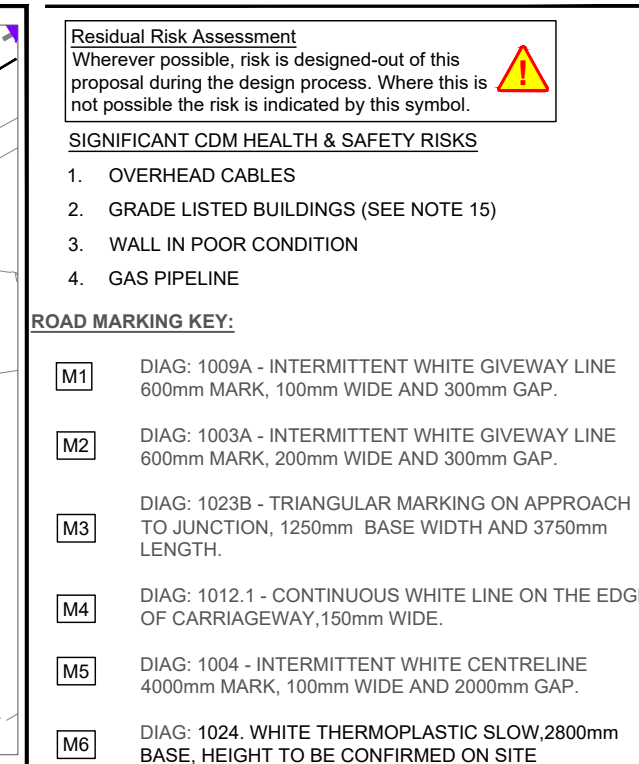 Residual Risk Assessment
Wherever possible, risk is designed-out of this
proposal during the design process. Where this is
not possible the risk is indicated by this symbol.
!
SIGNIFICANT CDM HEALTH & SAFETY RISKS
1. OVERHEAD CABLES
2. GRADE LISTED BUILDINGS (SEE NOTE 15)
3. WALL IN POOR CONDITION
4. GAS PIPELINE
ROAD MARKING KEY:
M1 DIAG: 1009A - INTERMITTENT WHITE GIVEWAY LINE
600mm MARK, 100mm WIDE AND 300mm GAP.
M2 DIAG: 1003A - INTERMITTENT WHITE GIVEWAY LINE
600mm MARK, 200mm WIDE AND 300mm GAP.
M3 DIAG: 1023B - TRIANGULAR MARKING ON APPROACH
TO JUNCTION, 1250mm BASE WIDTH AND 3750mm
LENGTH.
M4 DIAG: 1012.1 - CONTINUOUS WHITE LINE ON THE EDGE
OF CARRIAGEWAY,150mm WIDE.
M5 DIAG: 1004 - INTERMITTENT WHITE CENTRELINE
4000mm MARK, 100mm WIDE AND 2000mm GAP.
M6 DIAG: 1024. WHITE THERMOPLASTIC SLOW,2800mm
BASE, HEIGHT TO BE CONFIRMED ON SITE